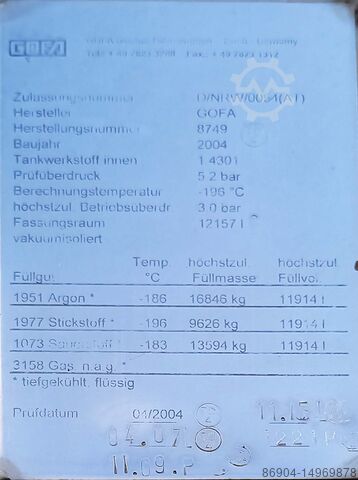 GOFA
Zulassungsnummer D/NRW/0054(AT)
Hersteller GOFA
Herstellungsnummer 8749
Baujahr 2004
Tankwerkstoff innen 1.4301
Prüfüberdruck 5.2 bar
Berechnungstemperatur -196 °C
höchstzul. Betriebsüberdr. 3.0 bar
Fassungsraum 12157 l
vakuumisoliert
Füllgut Temp. °C höchstzul. Füllmasse höchstzul. Füllvol.
1951 Argon * -186 16846 kg 11914 l
1977 Stickstoff * -196 9626 kg 11914 l
1073 Sauerstoff * -183 13594 kg 11914 l
3158 Gas, n.a.g. *
* tiefgekühlt, flüssig
Prüfdatum 04/2004
04.07L
11.09.P
86904-14969878